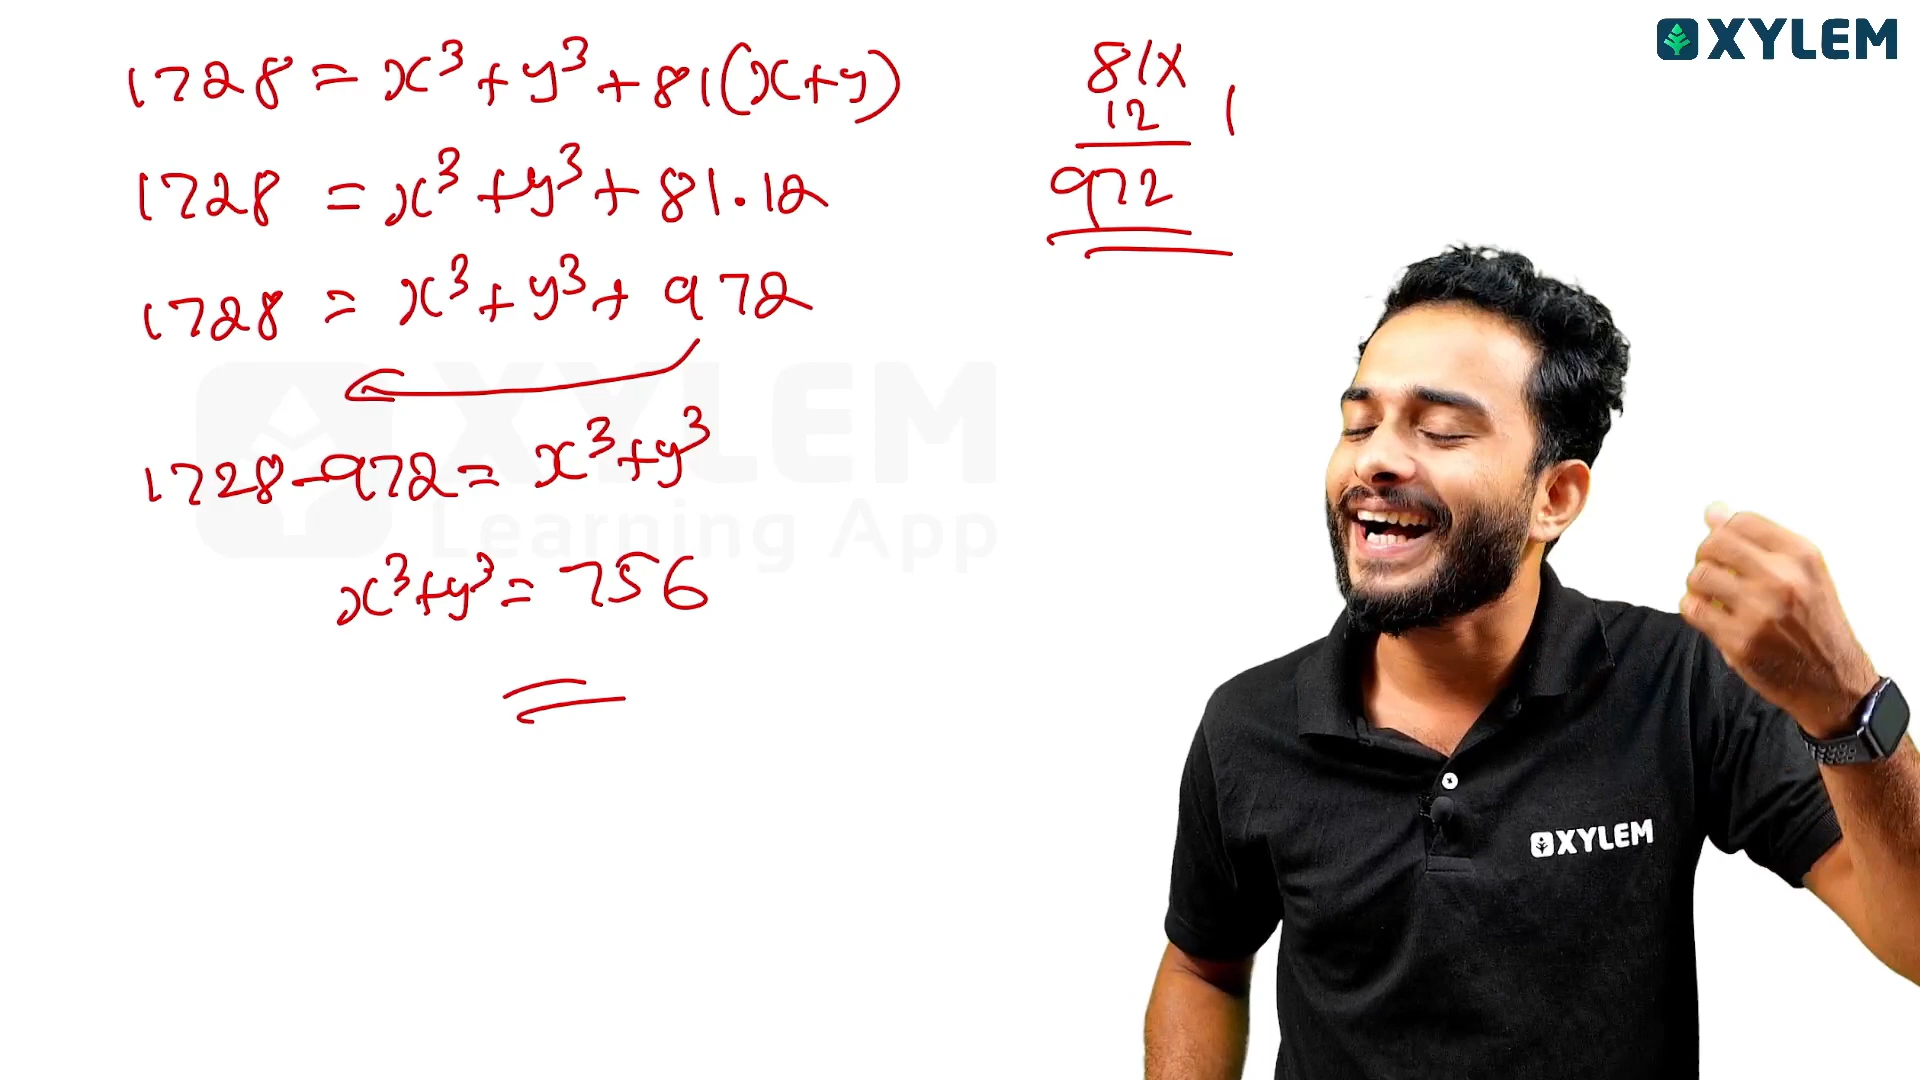 1728 = x³ + y³ + 81(x+y)
1728 = x³ + y³ + 81.12
1728 = x³ + y³ + 972
1728 - 972 = x³ + y³
x³ + y³ = 756
81x
12
972
XYLEM
XYLEM
Learning App
XYLEM